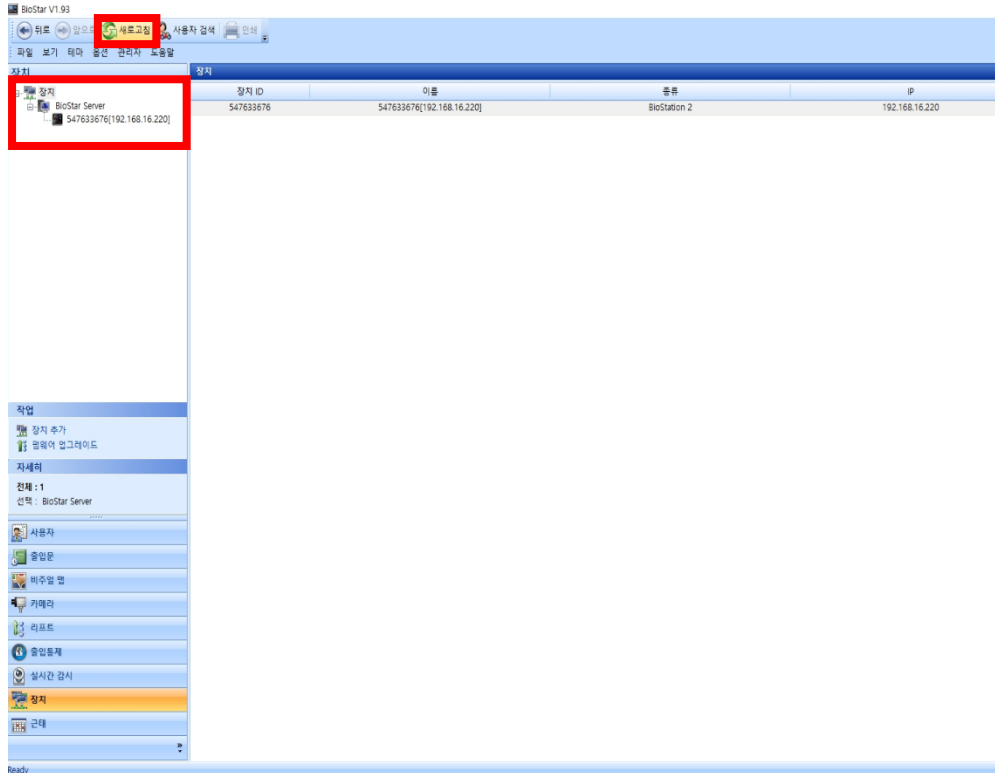 BioStar V1.93
뒤로 앞으로 새로고침 사용자 검색 인쇄
파일 보기 테마 옵션 관리자 도움말
장치 장치
장치
BioStar Server
547633676[192.168.16.220]
장치 ID 이름 종류 IP
547633676 547633676[192.168.16.220] BioStation 2 192.168.16.220
작업
장치 추가
펌웨어 업그레이드
자세히
전체 : 1
선택 : BioStar Server
사용자
출입문
비주얼 맵
카메라
리프트
출입통제
실시간 감시
장치
근태
Ready